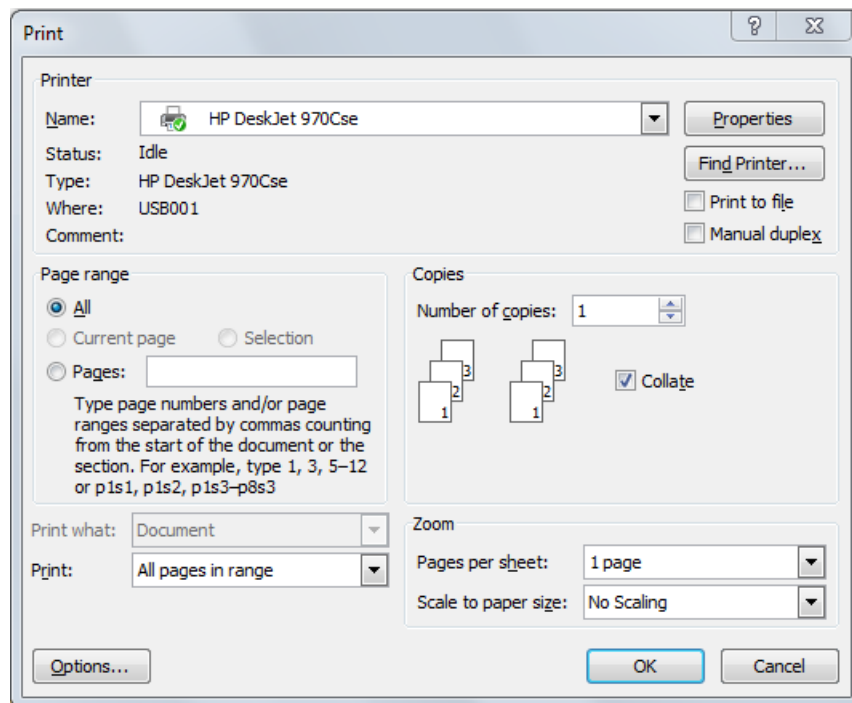 Print
Printer
Name: HP DeskJet 970Cse
Properties
Status: Idle
Find Printer...
Type: HP DeskJet 970Cse
Where: USB001
Print to file
Comment:
Manual duplex
Page range
All
Current page Selection
Pages:
Type page numbers and/or page
ranges separated by commas counting
from the start of the document or the
section. For example, type 1, 3, 5–12
or p1s1, p1s2, p1s3–p8s3
Copies
Number of copies: 1
3 3
2 2
1 1
Collate
Print what: Document
Print: All pages in range
Zoom
Pages per sheet: 1 page
Scale to paper size: No Scaling
Options...
OK
Cancel